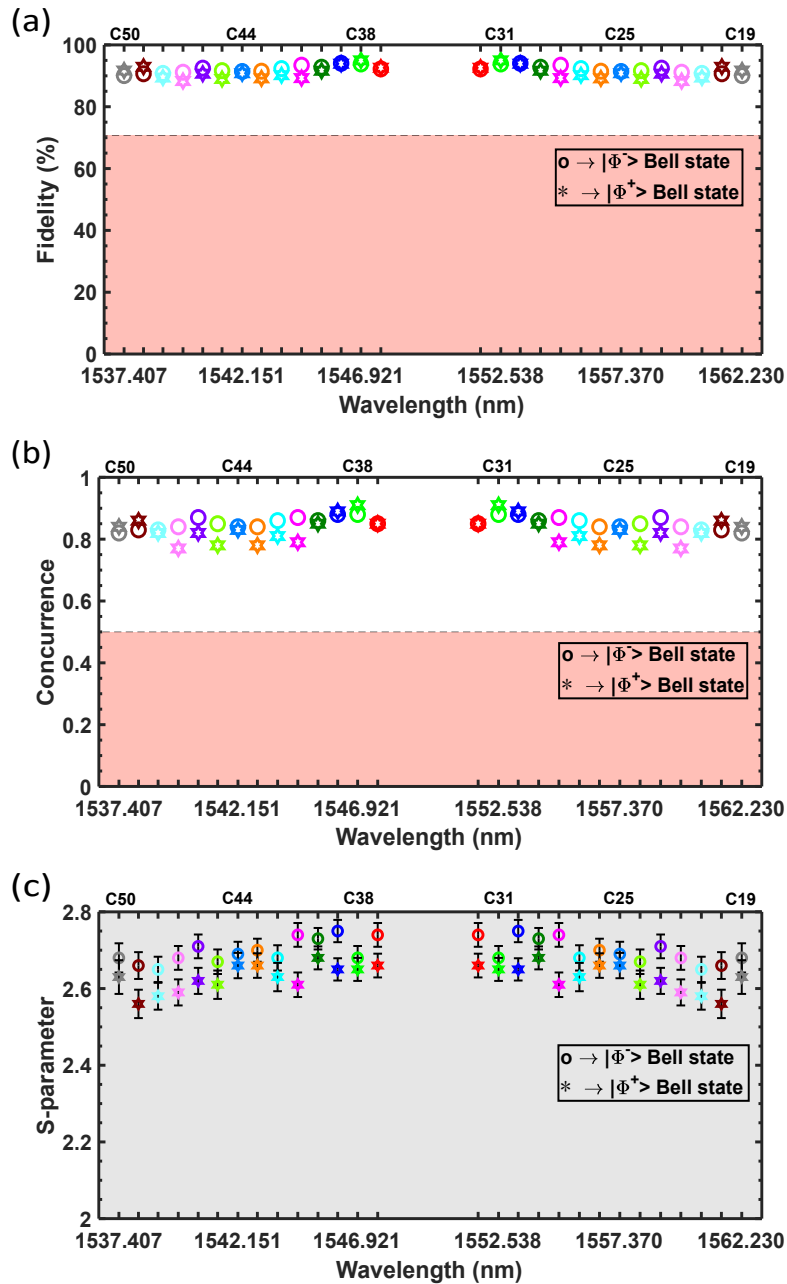 (a)
C50 C44 C38 C31 C25 C19
100
80
60
40
20
0
Fidelity (%)
o → |Φ⁻> Bell state
* → |Φ⁺> Bell state
1537.407 1542.151 1546.921 1552.538 1557.370 1562.230
Wavelength (nm)
(b)
C50 C44 C38 C31 C25 C19
1
0.8
0.6
0.4
0.2
0
Concurrence
o → |Φ⁻> Bell state
* → |Φ⁺> Bell state
1537.407 1542.151 1546.921 1552.538 1557.370 1562.230
Wavelength (nm)
(c)
C50 C44 C38 C31 C25 C19
2.8
2.6
2.4
2.2
2
S-parameter
o → |Φ⁻> Bell state
* → |Φ⁺> Bell state
1537.407 1542.151 1546.921 1552.538 1557.370 1562.230
Wavelength (nm)